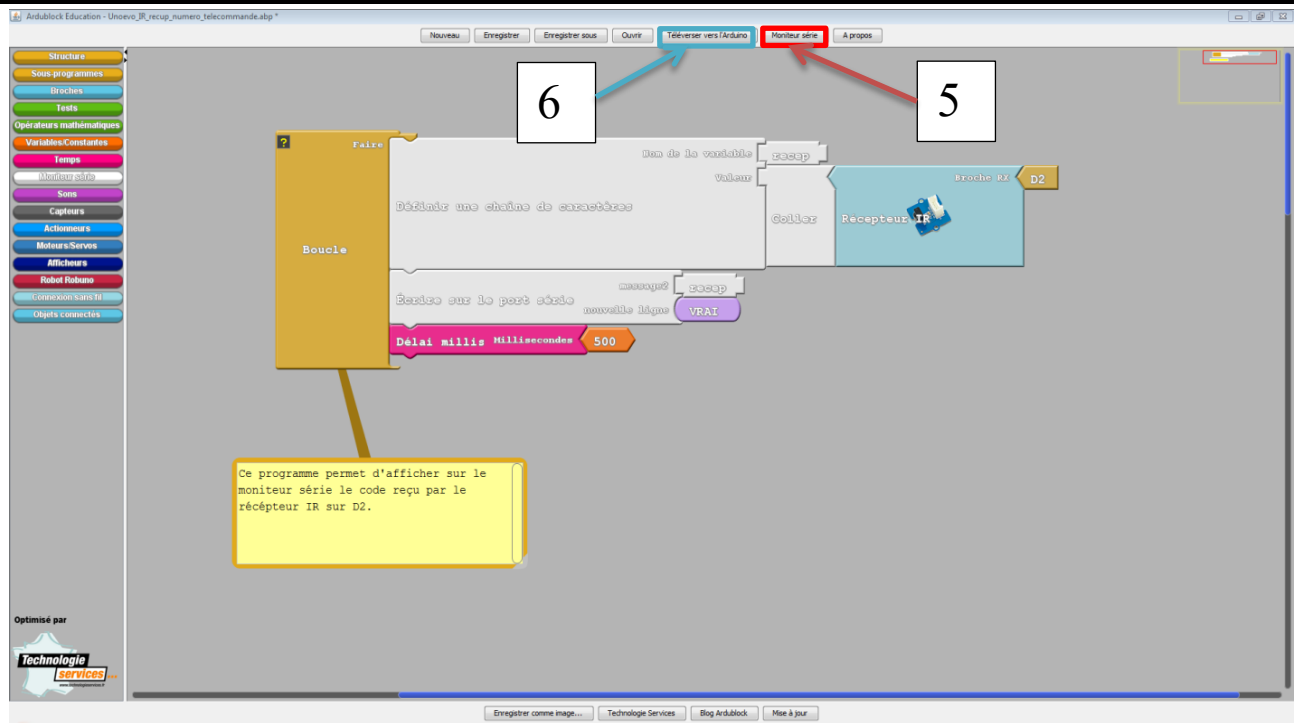 Ardublock Education - Unoevo_IR_recup_numero_telecommande.abp *
Nouveau Enregistrer Enregistrer sous Ouvrir Téléverser vers l'Arduino Moniteur série A propos
Structure
Sous-programmes
Broches
Tests
Opérateurs mathématiques
Variables/Constantes
Temps
Moniteur série
Sons
Capteurs
Actionneurs
Moteurs/Servos
Afficheurs
Robot Robuno
Connexion sans fil
Objets connectés
6
5
?
Faire
Boucle
Nom de la variable
recep
Valeur
Définir une chaîne de caractères
Coller
Recepteur IR
Broche RX
D2
Écrire sur le port série
message?
recep
nouvelle ligne
VRAI
Délai millis Millisecondes 500
Ce programme permet d'afficher sur le
moniteur série le code reçu par le
récépteur IR sur D2.
Optimisé par
Technologie
services...
Enregistrer comme image... Technologie Services Blog Ardublock Mise à jour